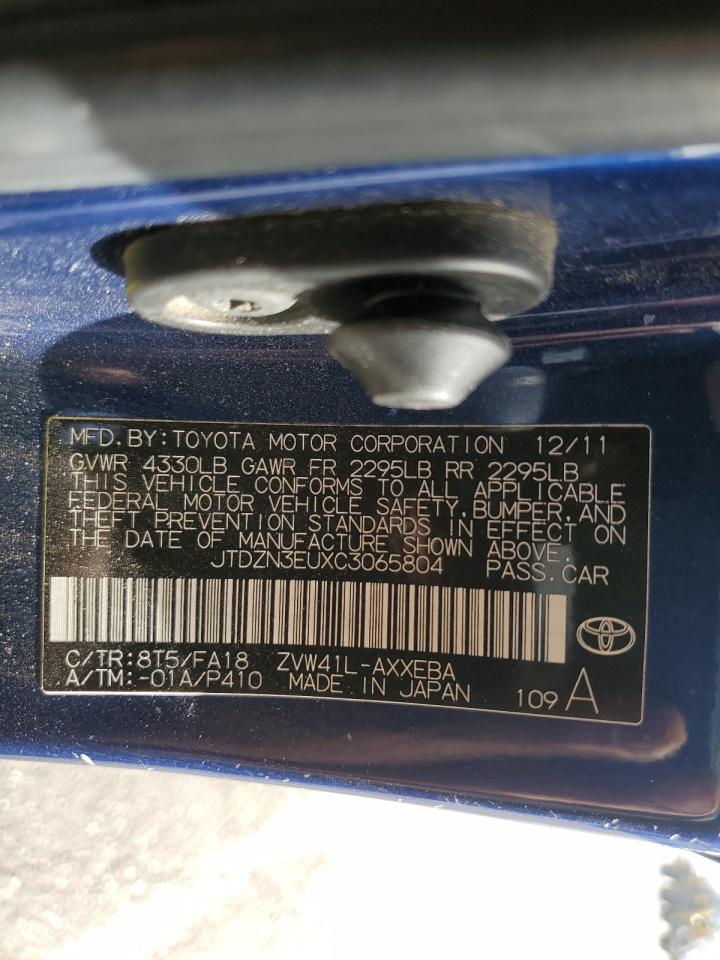 MFD. BY: TOYOTA MOTOR CORPORATION 12/11
GVWR 4330LB GAWR FR 2295LB RR 2295LB
THIS VEHICLE CONFORMS TO ALL APPLICABLE
FEDERAL MOTOR VEHICLE SAFETY, BUMPER, AND
THEFT PREVENTION STANDARDS IN EFFECT ON
THE DATE OF MANUFACTURE SHOWN ABOVE.
JTDZN3EUXC3065804 PASS. CAR
C/TR: 8T5/FA18 ZVW41L-AXXEBA
A/TM: -01A/P410 MADE IN JAPAN 109 A